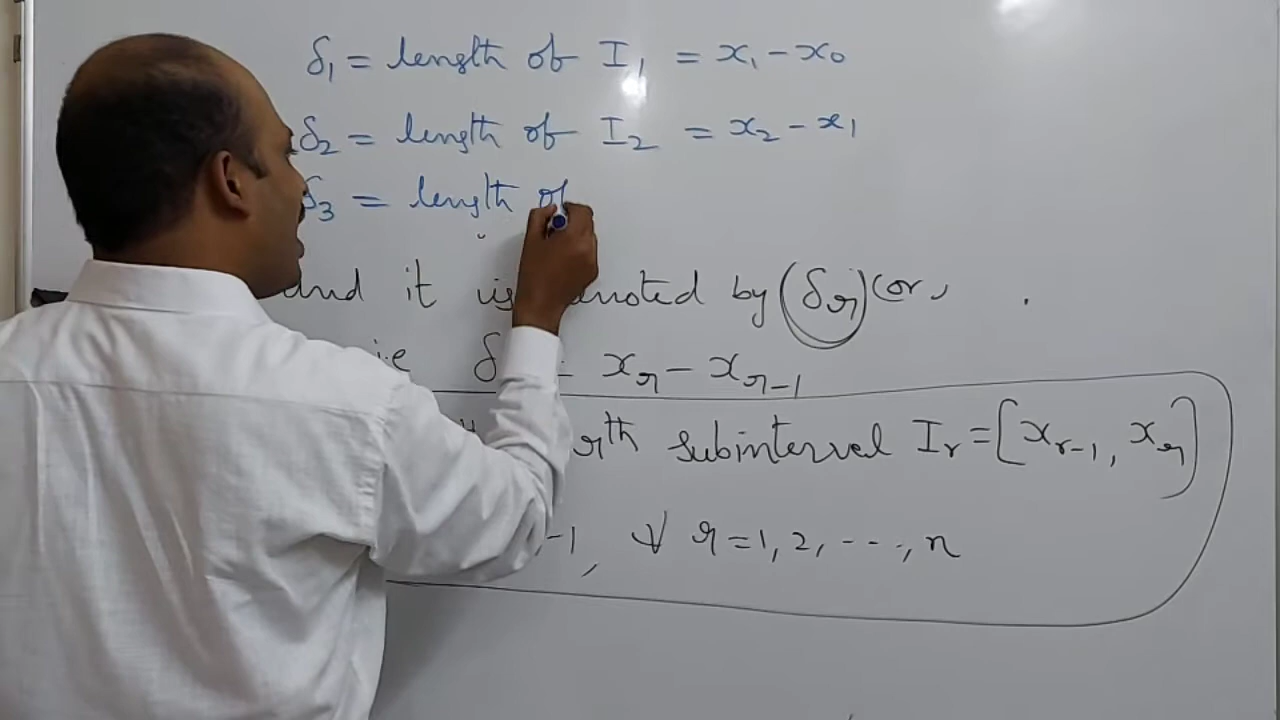 δ₁ = length of I₁ = x₁ - x₀
δ₂ = length of I₂ = x₂ - x₁
δ₃ = length of
and it is denoted by (δᵣ) (or,
i.e δ = xᵣ - xᵣ₋₁
rth subinterval Iᵣ = [xᵣ₋₁, xᵣ]
-1, ∀ r = 1, 2, ---, n